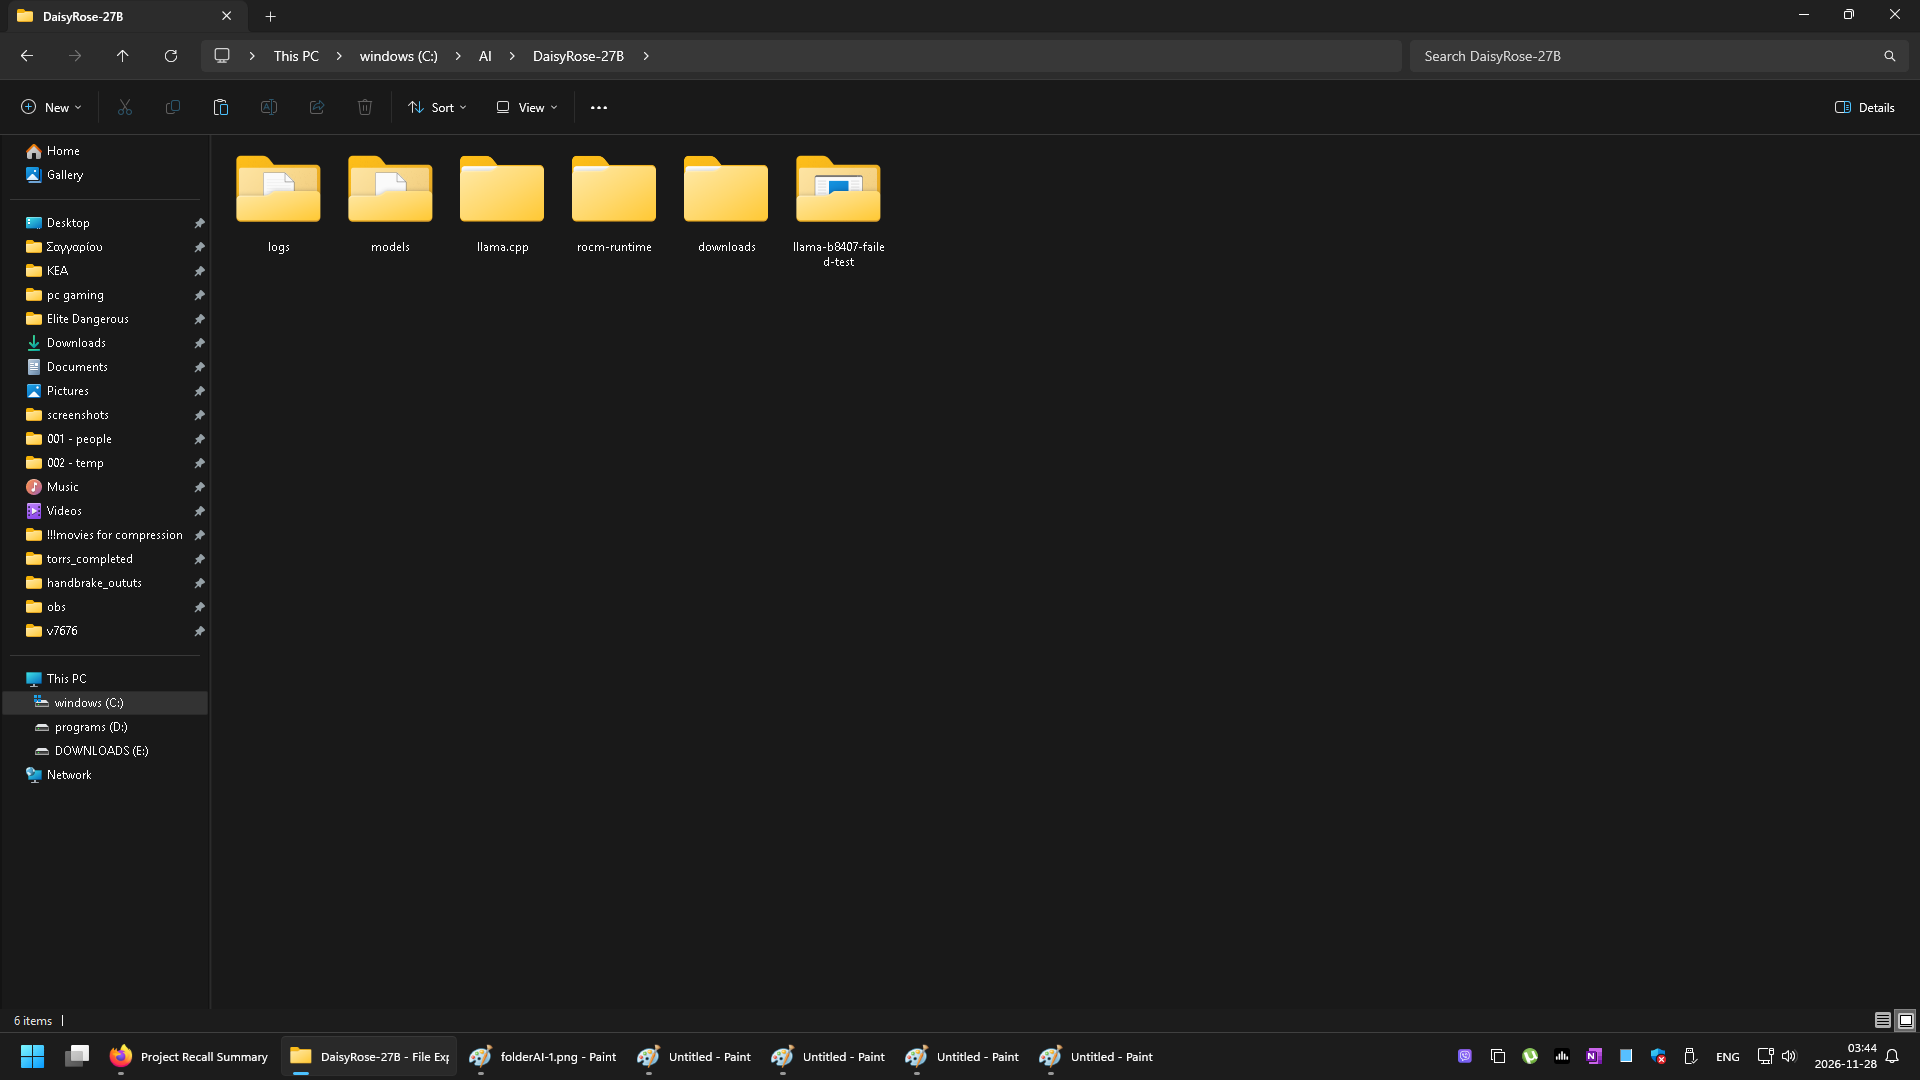 DaisyRose-27B
This PC
windows (C:)
AI
DaisyRose-27B
Search DaisyRose-27B
New
Sort
View
Details
Home
Gallery
Desktop
Σαγγαρίου
KEA
pc gaming
Elite Dangerous
Downloads
Documents
Pictures
screenshots
001 - people
002 - temp
Music
Videos
!!!movies for compression
torrs_completed
handbrake_oututs
obs
v7676
This PC
windows (C:)
programs (D:)
DOWNLOADS (E:)
Network
logs
models
llama.cpp
rocm-runtime
downloads
llama-b8407-faile
d-test
6 items
Project Recall Summary
DaisyRose-27B - File Exp
folderAI-1.png - Paint
Untitled - Paint
Untitled - Paint
Untitled - Paint
Untitled - Paint
N
ENG
03:44
2026-11-28